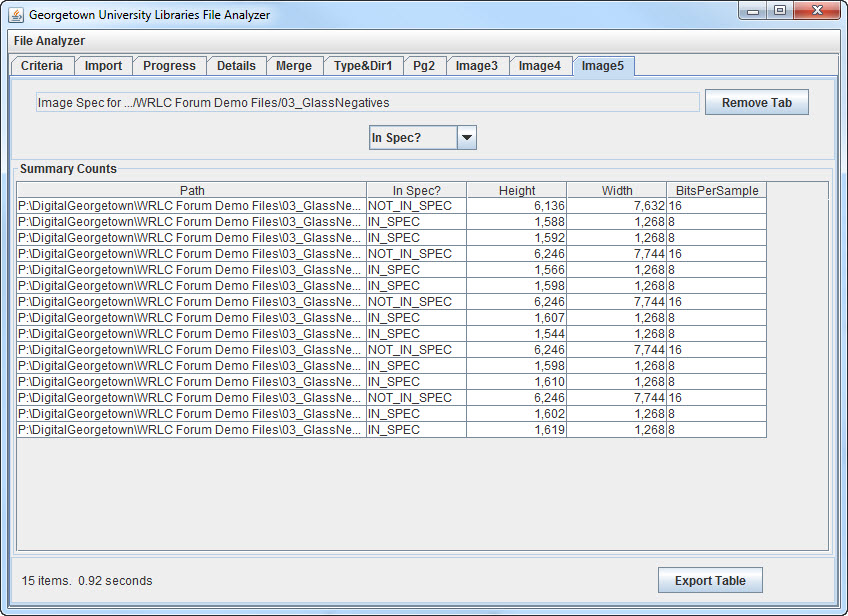 Georgetown University Libraries File Analyzer
File Analyzer
Criteria Import Progress Details Merge Type&Dir1 Pg2 Image3 Image4 Image5
Image Spec for .../WRLC Forum Demo Files/03_GlassNegatives Remove Tab
In Spec?
Summary Counts
Path In Spec? Height Width BitsPerSample
P:\DigitalGeorgetown\WRLC Forum Demo Files\03_GlassNe... NOT_IN_SPEC 6,136 7,632 16
P:\DigitalGeorgetown\WRLC Forum Demo Files\03_GlassNe... IN_SPEC 1,588 1,268 8
P:\DigitalGeorgetown\WRLC Forum Demo Files\03_GlassNe... IN_SPEC 1,592 1,268 8
P:\DigitalGeorgetown\WRLC Forum Demo Files\03_GlassNe... NOT_IN_SPEC 6,246 7,744 16
P:\DigitalGeorgetown\WRLC Forum Demo Files\03_GlassNe... IN_SPEC 1,566 1,268 8
P:\DigitalGeorgetown\WRLC Forum Demo Files\03_GlassNe... IN_SPEC 1,598 1,268 8
P:\DigitalGeorgetown\WRLC Forum Demo Files\03_GlassNe... NOT_IN_SPEC 6,246 7,744 16
P:\DigitalGeorgetown\WRLC Forum Demo Files\03_GlassNe... IN_SPEC 1,607 1,268 8
P:\DigitalGeorgetown\WRLC Forum Demo Files\03_GlassNe... IN_SPEC 1,544 1,268 8
P:\DigitalGeorgetown\WRLC Forum Demo Files\03_GlassNe... NOT_IN_SPEC 6,246 7,744 16
P:\DigitalGeorgetown\WRLC Forum Demo Files\03_GlassNe... IN_SPEC 1,598 1,268 8
P:\DigitalGeorgetown\WRLC Forum Demo Files\03_GlassNe... IN_SPEC 1,610 1,268 8
P:\DigitalGeorgetown\WRLC Forum Demo Files\03_GlassNe... NOT_IN_SPEC 6,246 7,744 16
P:\DigitalGeorgetown\WRLC Forum Demo Files\03_GlassNe... IN_SPEC 1,602 1,268 8
P:\DigitalGeorgetown\WRLC Forum Demo Files\03_GlassNe... IN_SPEC 1,619 1,268 8
15 items. 0.92 seconds Export Table